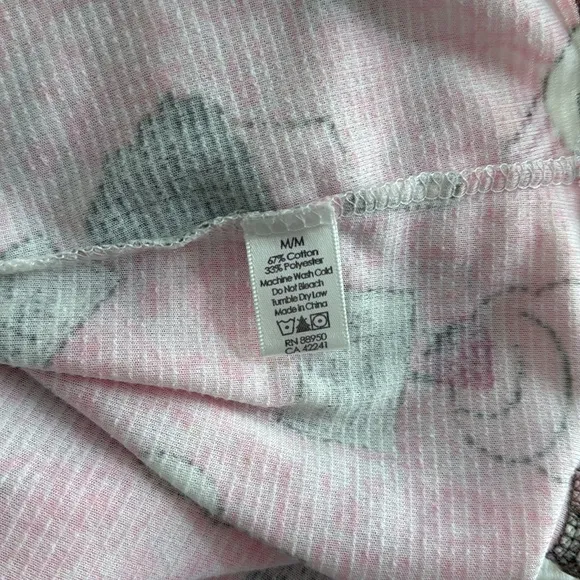 M/M
67% Cotton
33% Polyester
Machine Wash Cold
Do Not Bleach
Tumble Dry Low
Made in China
RN 88950
CA 42241